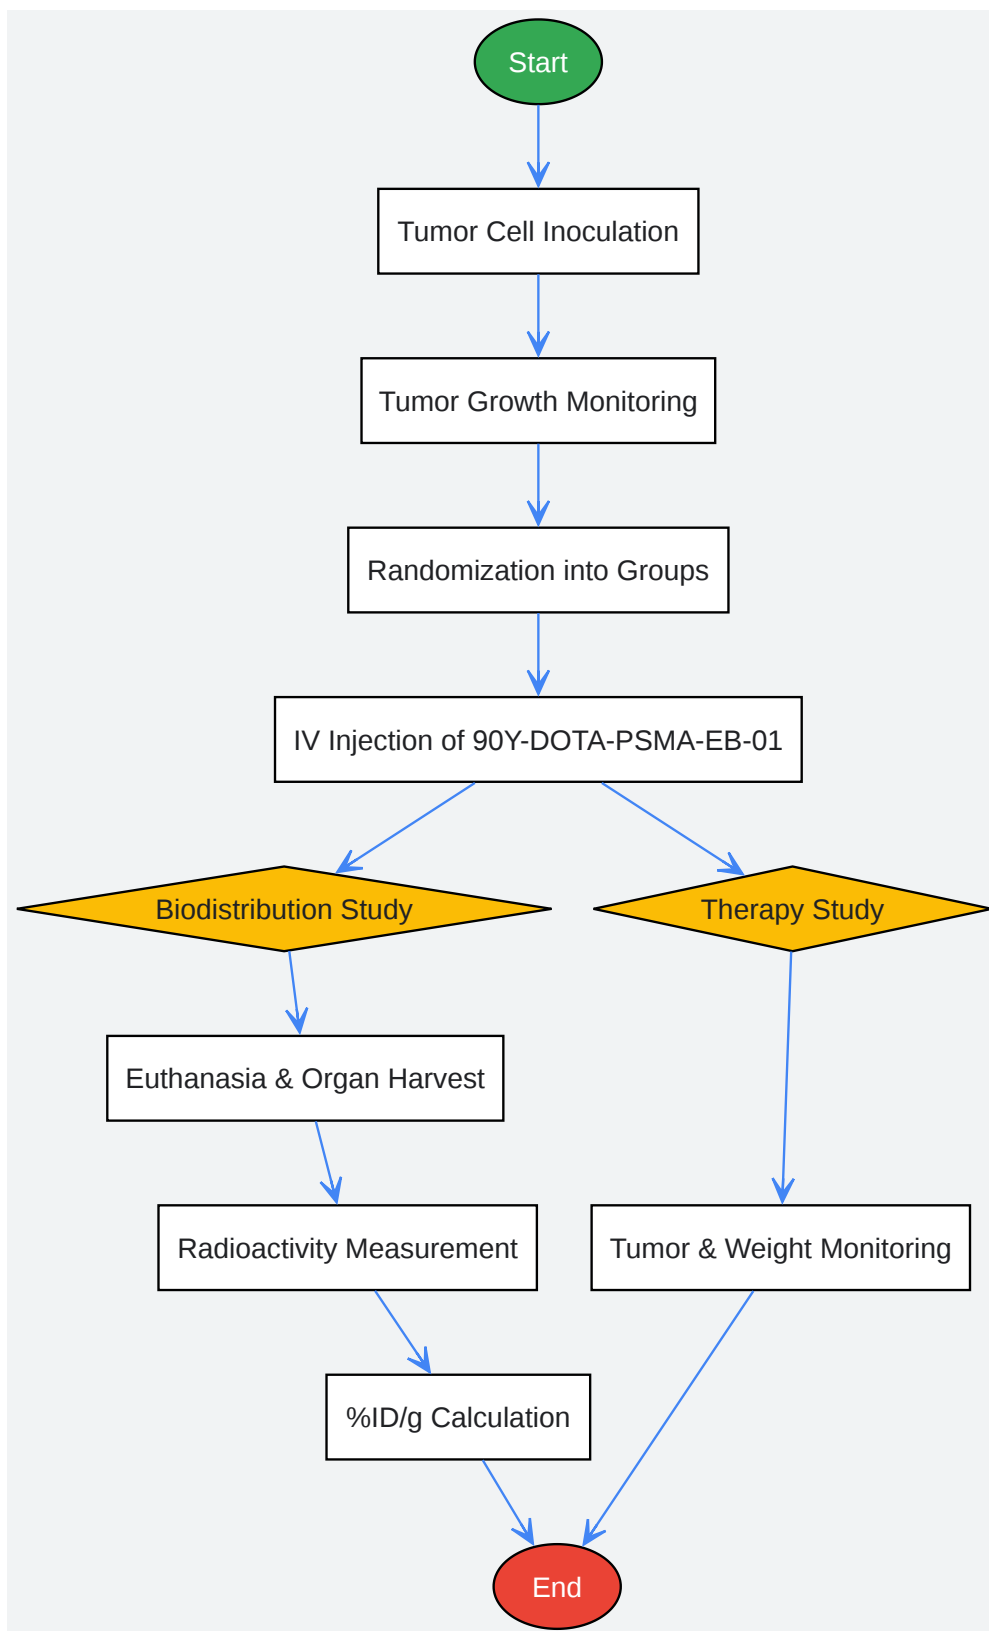 Start
Tumor Cell Inoculation
Tumor Growth Monitoring
Randomization into Groups
IV Injection of 90Y-DOTA-PSMA-EB-01
Biodistribution Study
Therapy Study
Euthanasia & Organ Harvest
Radioactivity Measurement
Tumor & Weight Monitoring
%ID/g Calculation
End